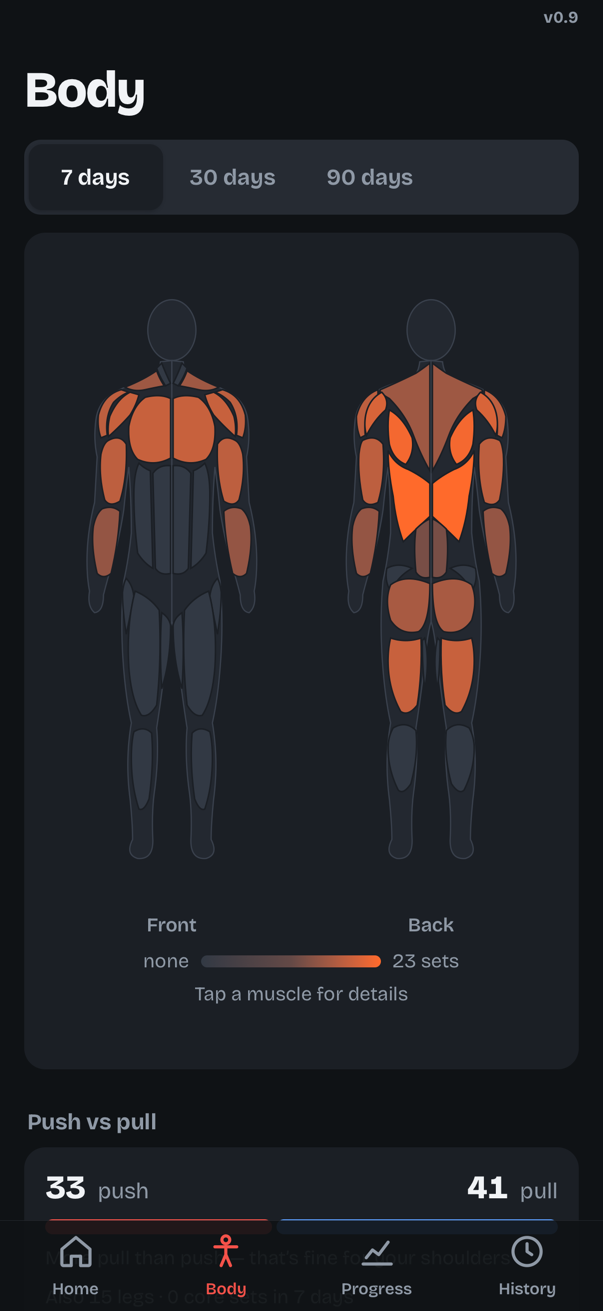 v0.9
Body
7 days 30 days 90 days
Front Back
none 23 sets
Tap a muscle for details
Push vs pull
33 push 41 pull
pull than push – that's fine for your shoulders
Also 15 legs · 0 core sets in 7 days
Home Body Progress History